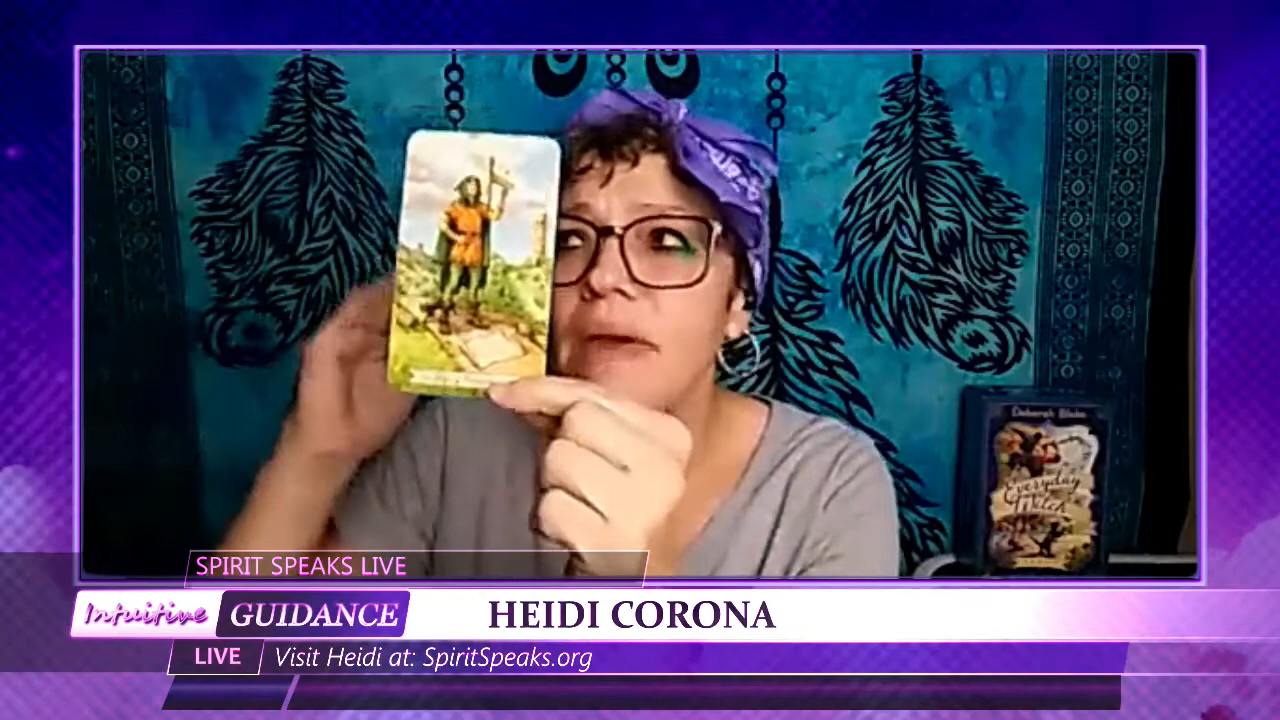 Deborah Blake
Everyday
Witch
SPIRIT SPEAKS LIVE
Intuitive GUIDANCE
HEIDI CORONA
LIVE
Visit Heidi at: SpiritSpeaks.org